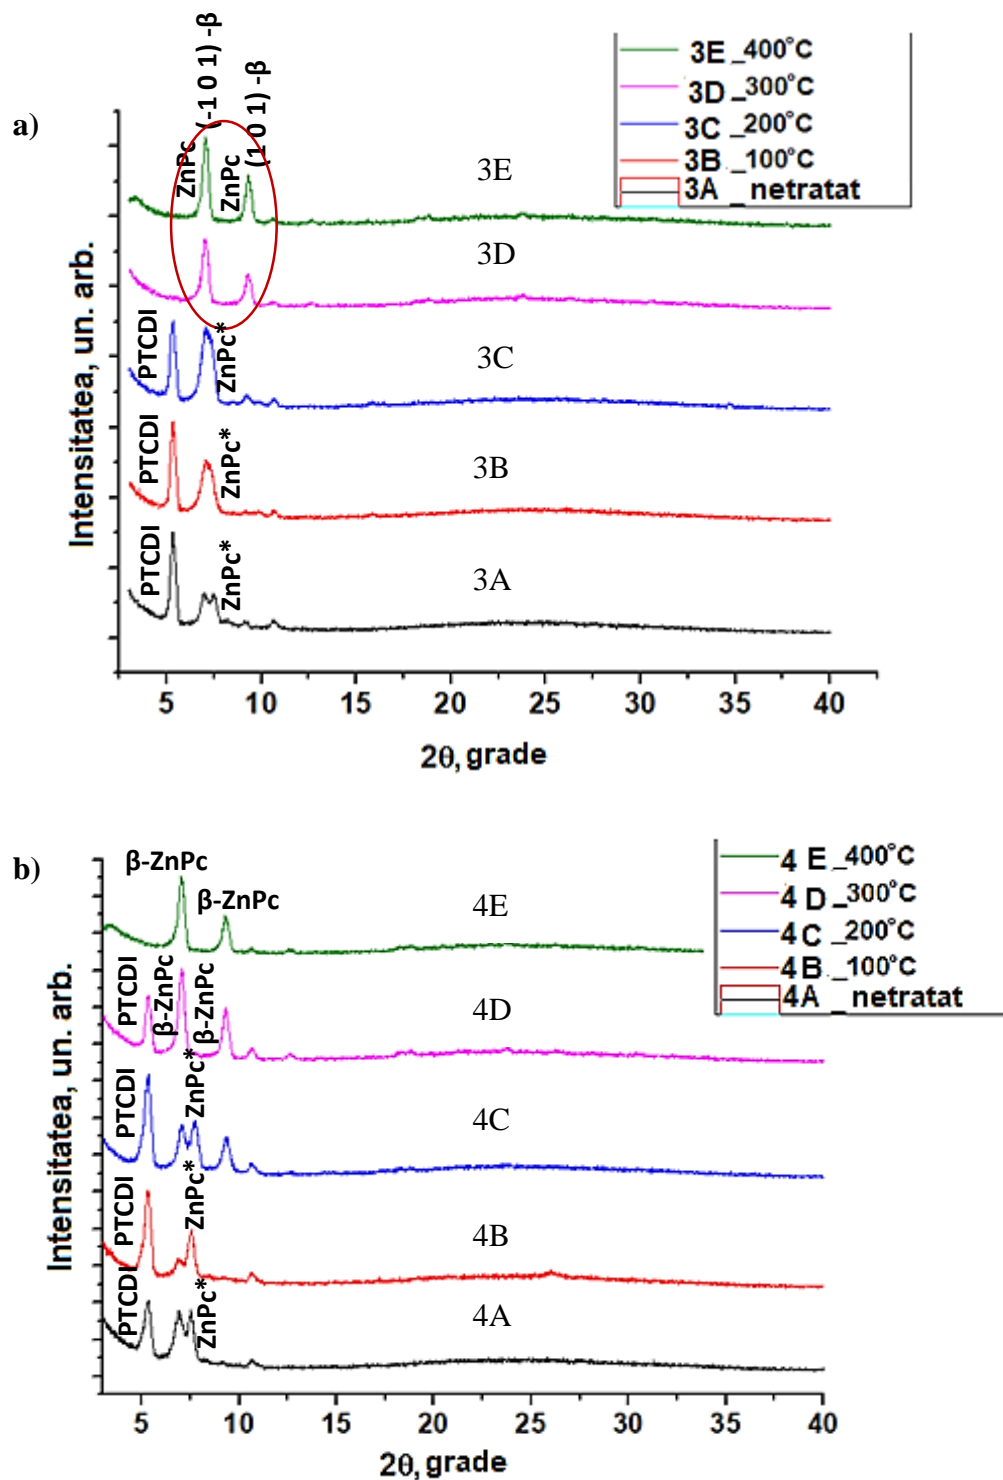 a)
ZnPc (-1 0 1) -β
ZnPc (1 0 1) -β
3E _400°C
3D _300°C
3C _200°C
3B _100°C
3A _ netratat
3E
3D
PTCDI
ZnPc*
3C
PTCDI
ZnPc*
3B
PTCDI
ZnPc*
3A
Intensitatea, un. arb.
5 10 15 20 25 30 35 40
2θ, grade
b)
4 E _400°C
4 D _300°C
4 C _200°C
4B _100°C
4A _ netratat
β-ZnPc
β-ZnPc
4E
PTCDI
β-ZnPc
β-ZnPc
4D
PTCDI
ZnPc*
4C
PTCDI
ZnPc*
4B
PTCDI
ZnPc*
4A
Intensitatea, un. arb.
5 10 15 20 25 30 35 40
2θ, grade